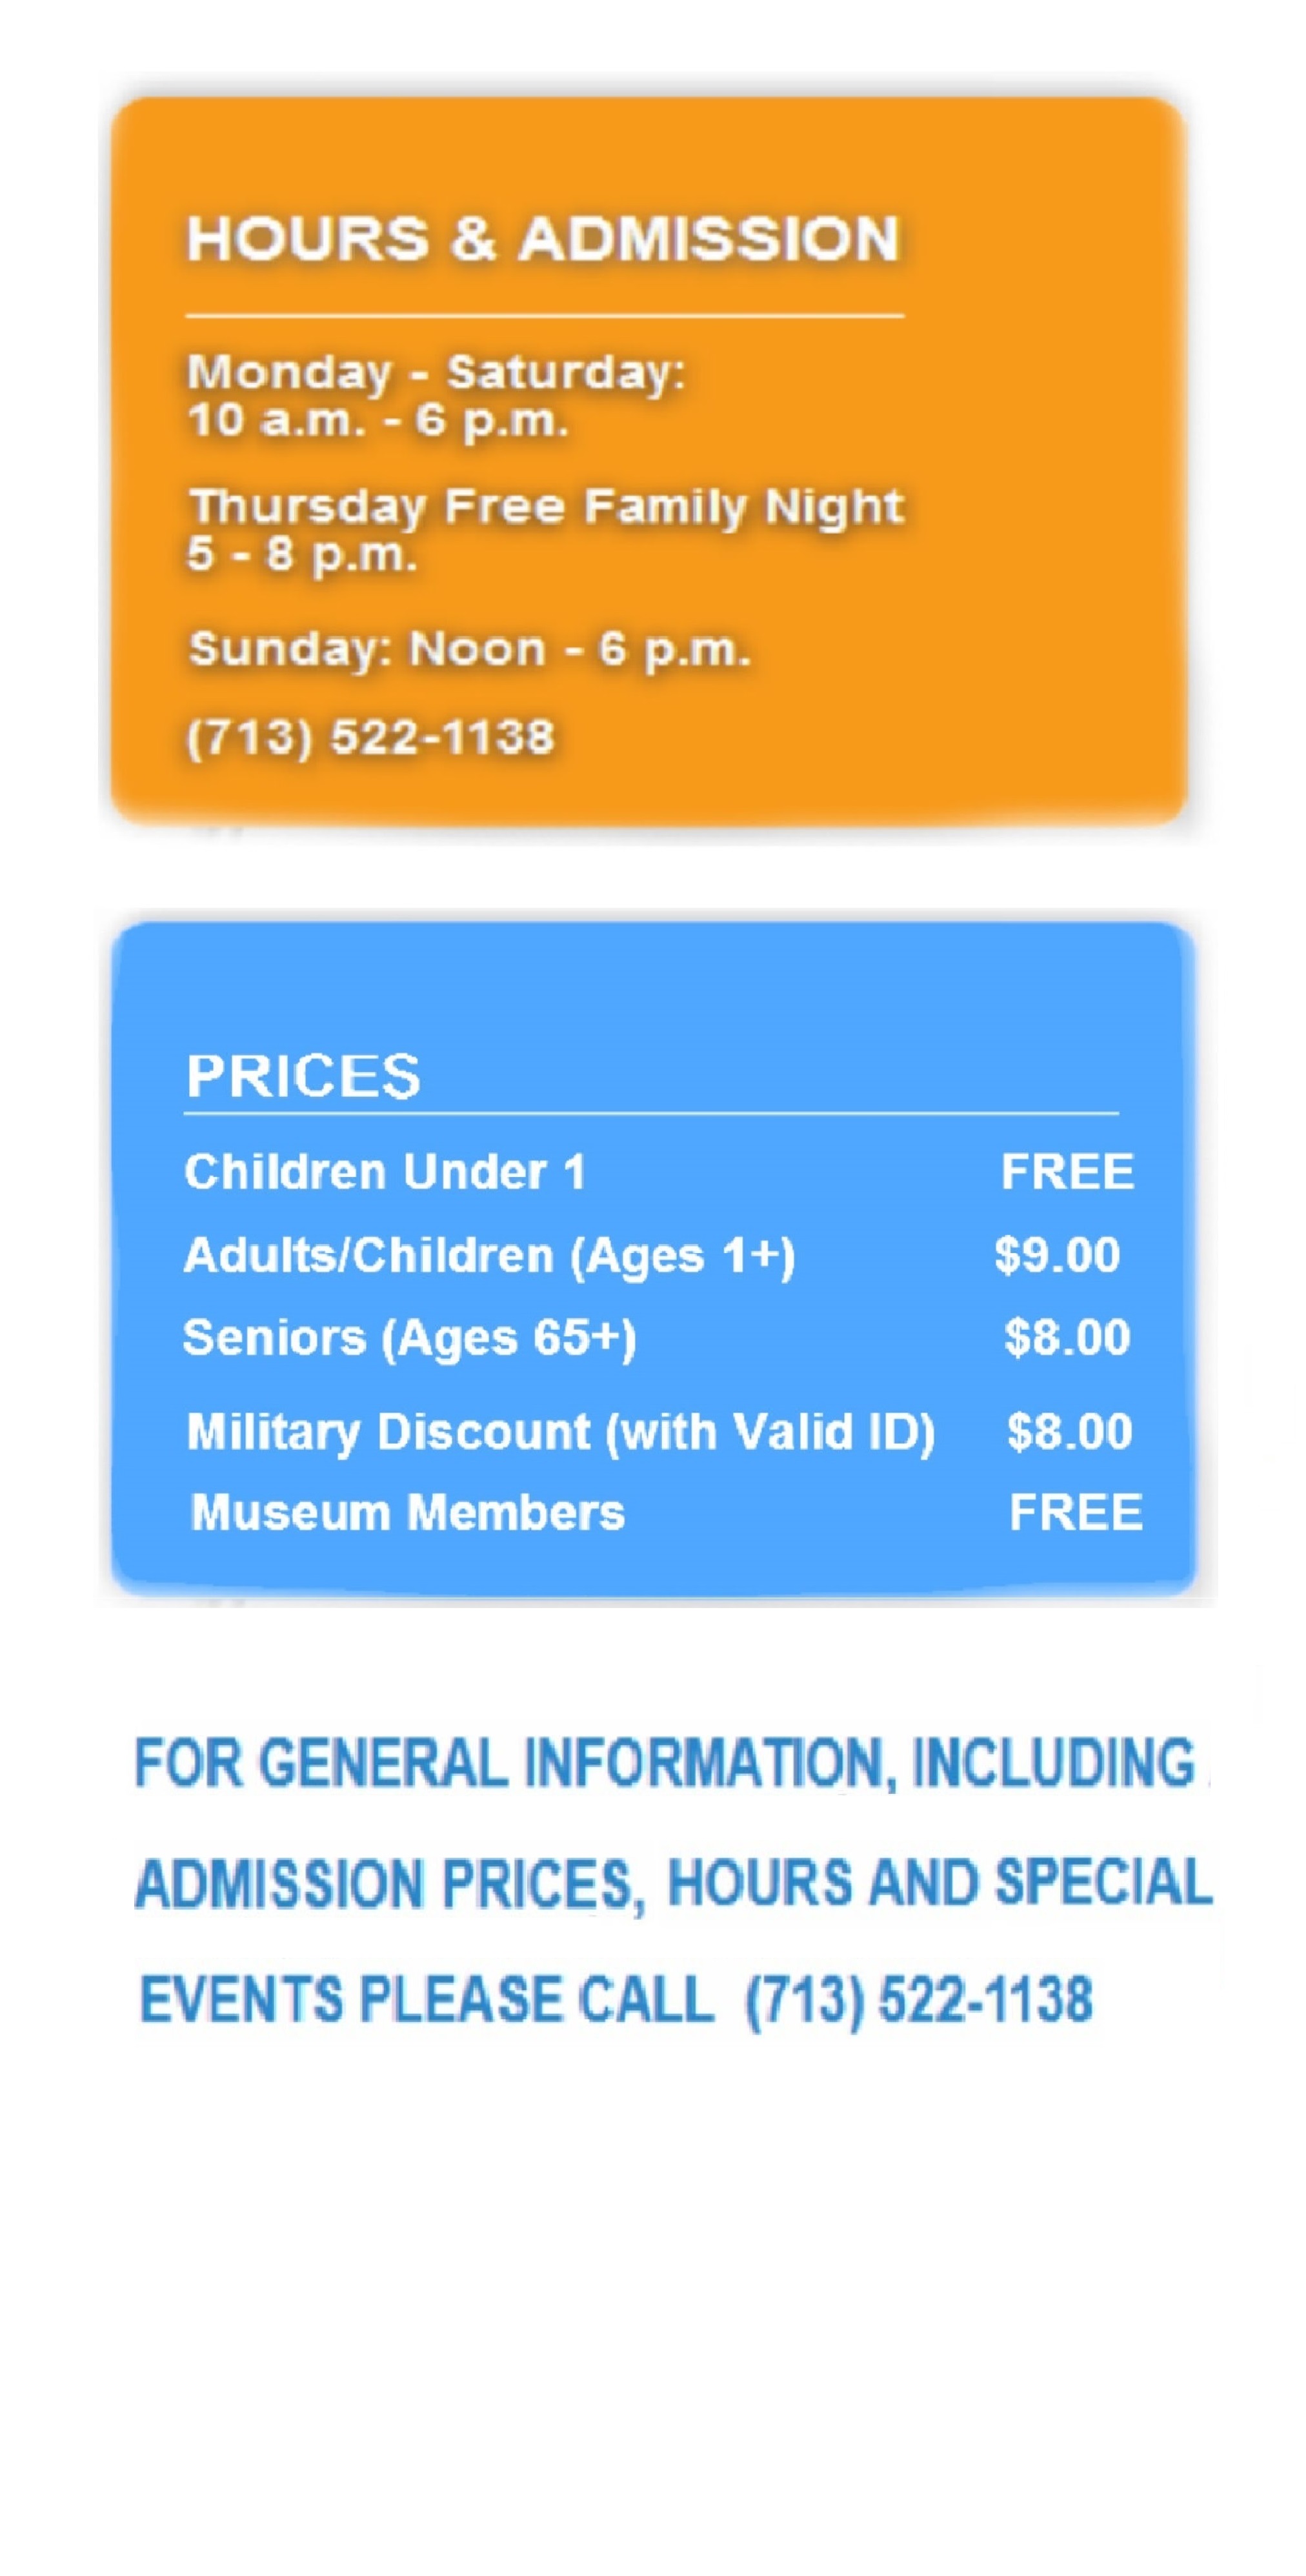 HOURS & ADMISSION
Monday - Saturday:
10 a.m. - 6 p.m.
Thursday Free Family Night
5 - 8 p.m.
Sunday: Noon - 6 p.m.
(713) 522-1138
PRICES
Children Under 1 FREE
Adults/Children (Ages 1+) $9.00
Seniors (Ages 65+) $8.00
Military Discount (with Valid ID) $8.00
Museum Members FREE
FOR GENERAL INFORMATION, INCLUDING
ADMISSION PRICES, HOURS AND SPECIAL
EVENTS PLEASE CALL (713) 522-1138